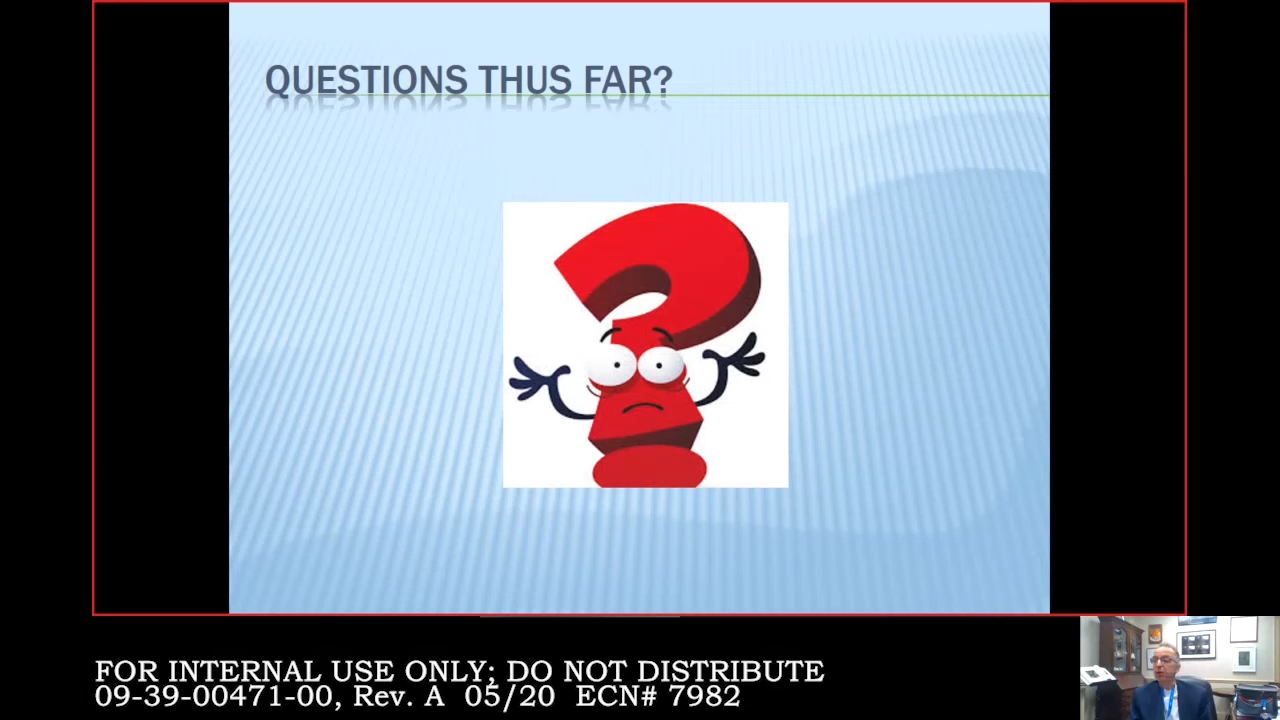 QUESTIONS THUS FAR?
FOR INTERNAL USE ONLY; DO NOT DISTRIBUTE
09-39-00471-00, Rev. A 05/20 ECN# 7982